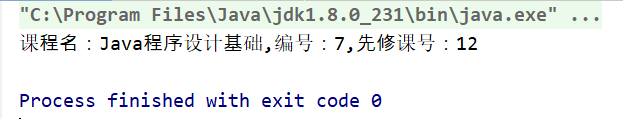 "C:\Program Files\Java\jdk1.8.0_231\bin\java.exe" ...
课程名：Java程序设计基础,编号：7,先修课号：12
Process finished with exit code 0